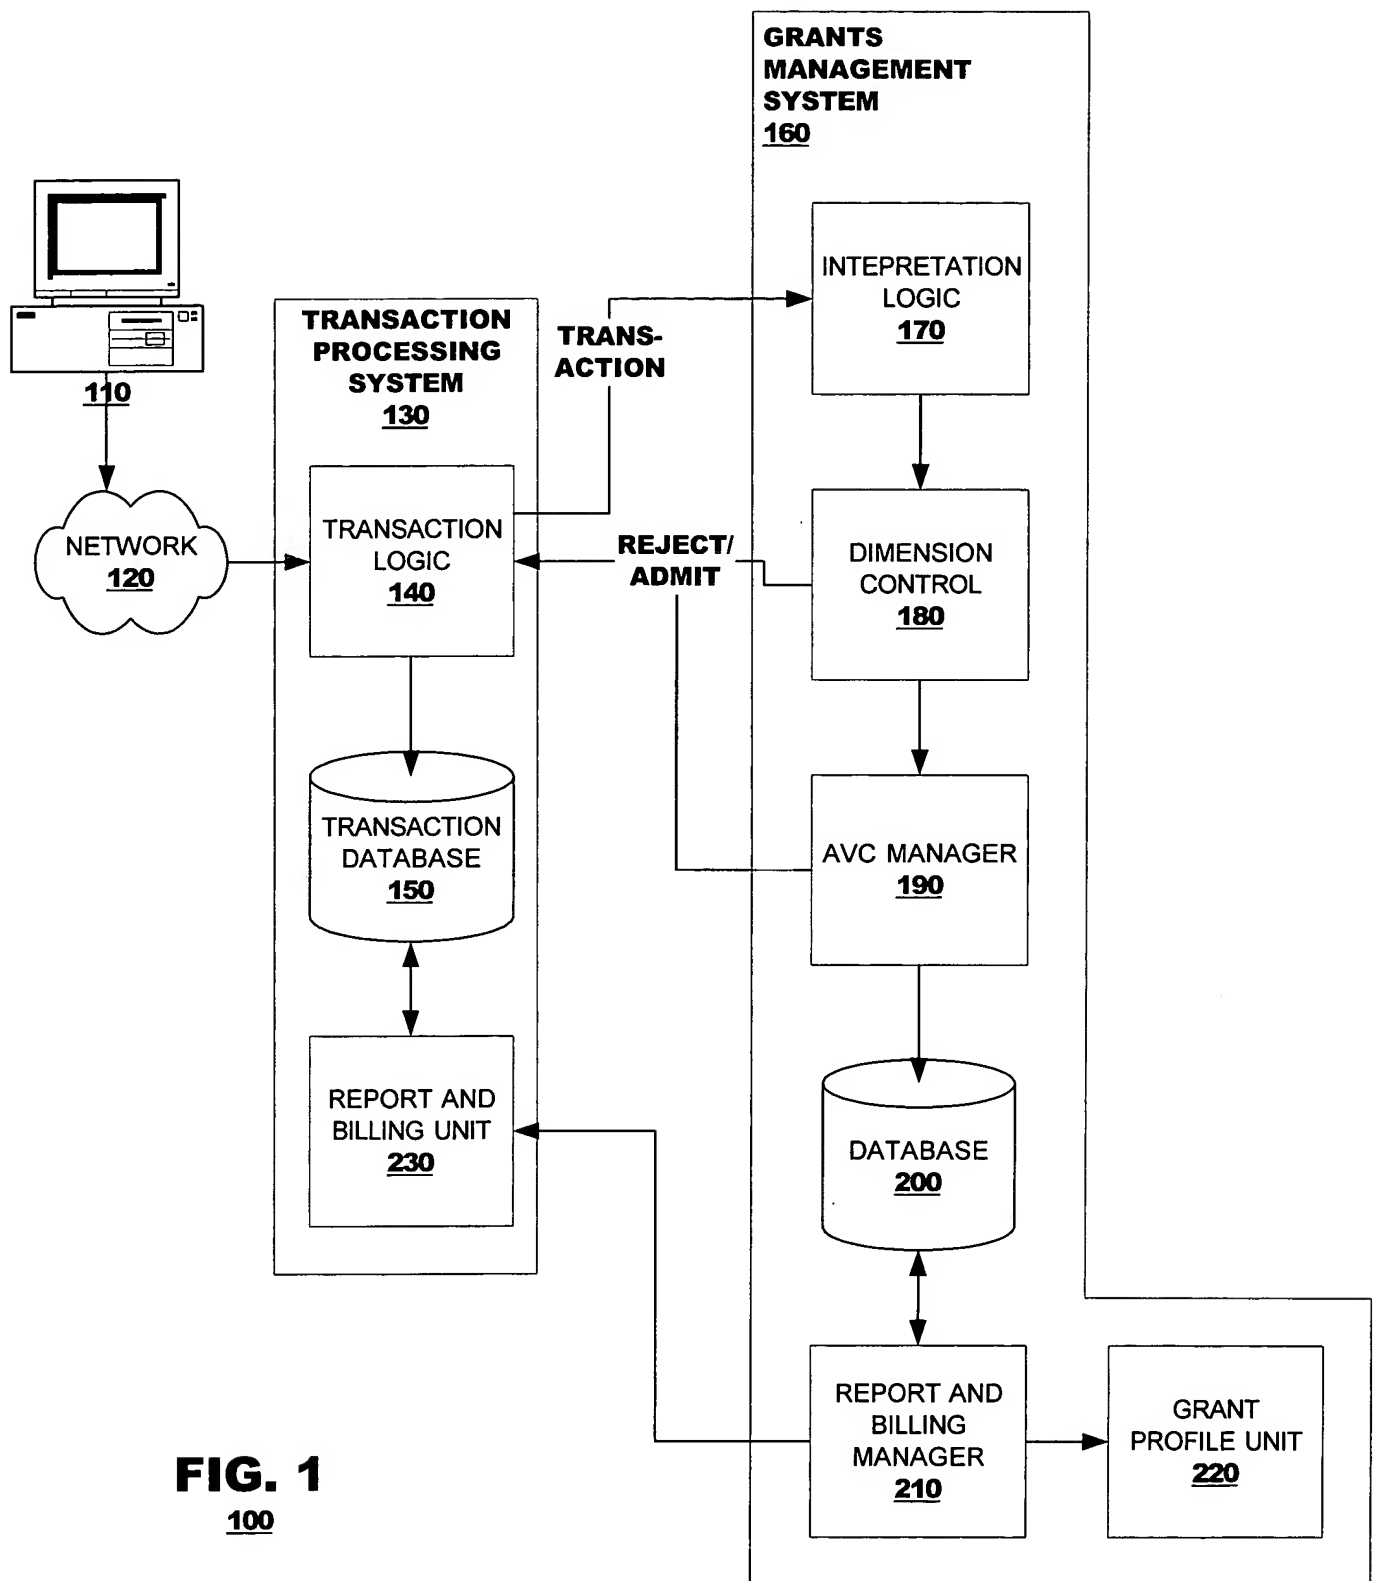 GRANTS
MANAGEMENT
SYSTEM
160
INTEPRETATION
LOGIC
170
TRANSACTION
PROCESSING
SYSTEM
130
TRANS-
ACTION
110
NETWORK
120
TRANSACTION
LOGIC
140
REJECT/
ADMIT
DIMENSION
CONTROL
180
TRANSACTION
DATABASE
150
AVC MANAGER
190
REPORT AND
BILLING UNIT
230
DATABASE
200
REPORT AND
BILLING
MANAGER
210
GRANT
PROFILE UNIT
220
FIG. 1
100